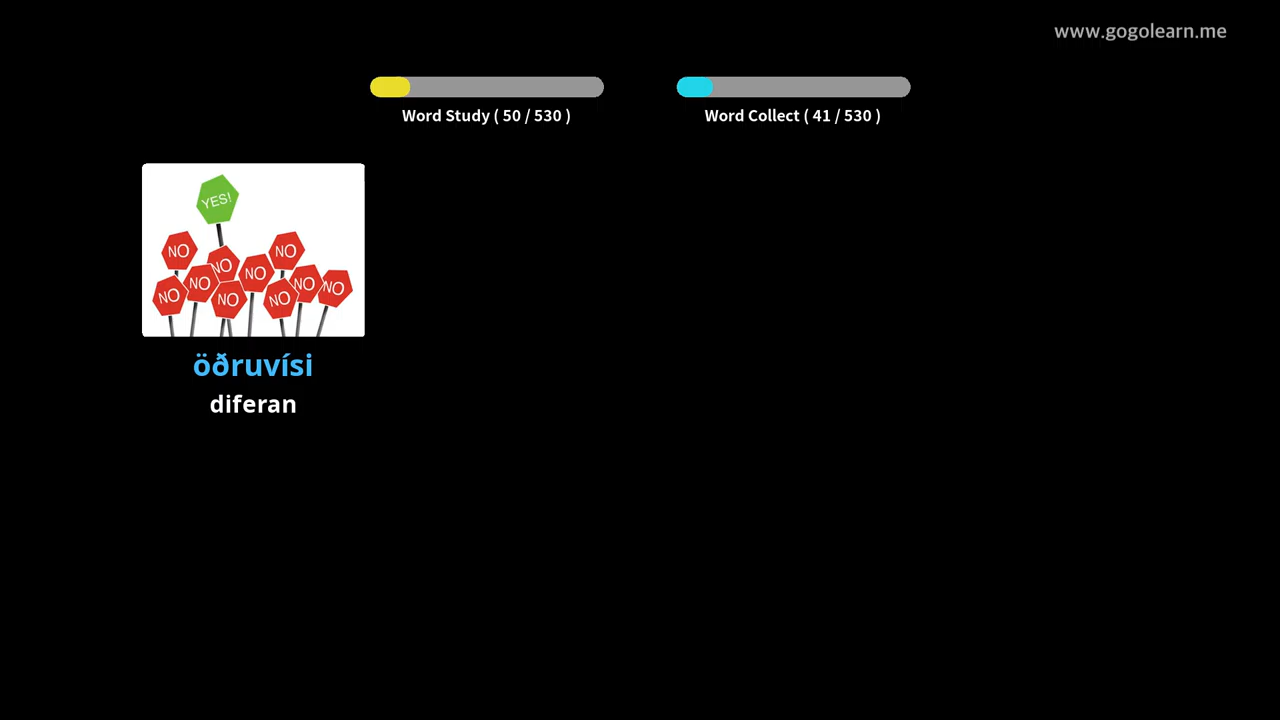 www.gogolearn.me
Word Study ( 50 / 530 )
Word Collect ( 41 / 530 )
YES!
NO
NO
NO
NO
NO
NO
NO
NO
NO
NO
öðruvísi
diferan